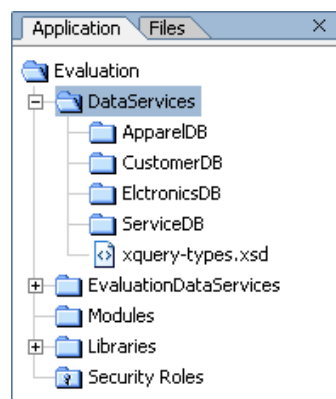 Application Files
Evaluation
DataServices
ApparelDB
CustomerDB
ElctronicsDB
ServiceDB
xquery-types.xsd
EvaluationDataServices
Modules
Libraries
Security Roles